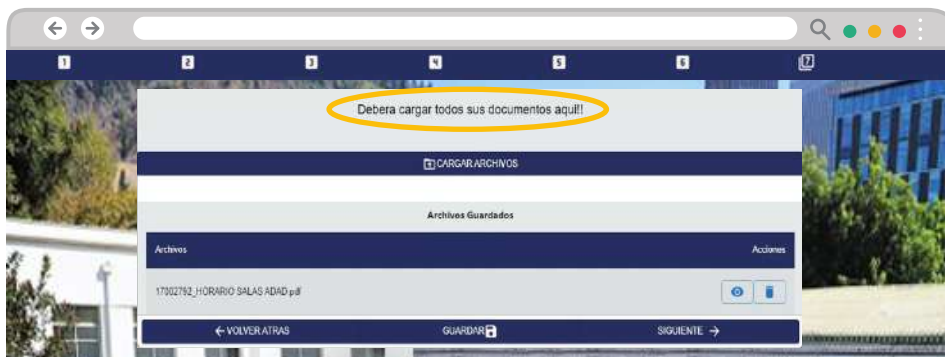 1 2 3 4 5 6 7
Debera cargar todos sus documentos aqui!!
CARGAR ARCHIVOS
Archivos Guardados
Archivos Acciones
17002792_HORARIO SALAS ADAD.pdf
VOLVER ATRAS GUARDAR SIGUIENTE